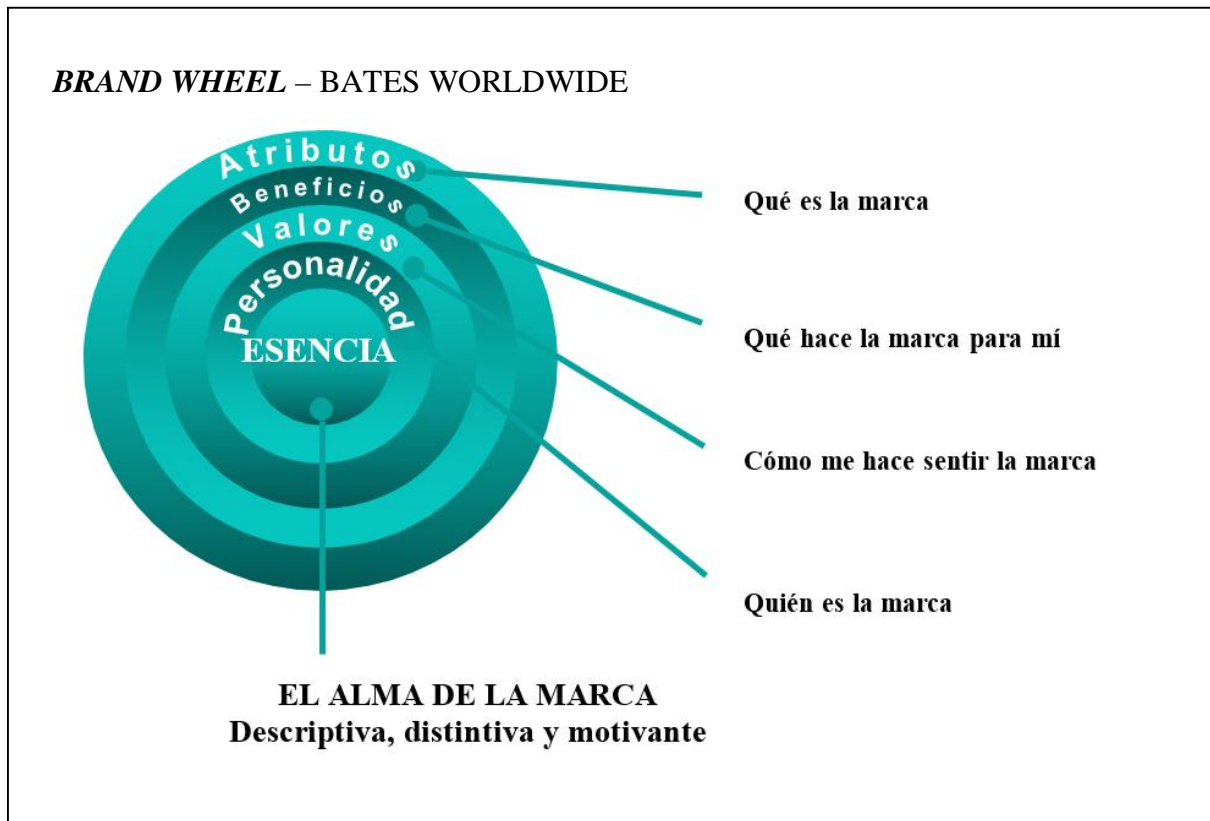 BRAND WHEEL – BATES WORLDWIDE
Atributos
Beneficios
Valores
Personalidad
ESENCIA
Qué es la marca
Qué hace la marca para mí
Cómo me hace sentir la marca
Quién es la marca
EL ALMA DE LA MARCA
Descriptiva, distintiva y motivante